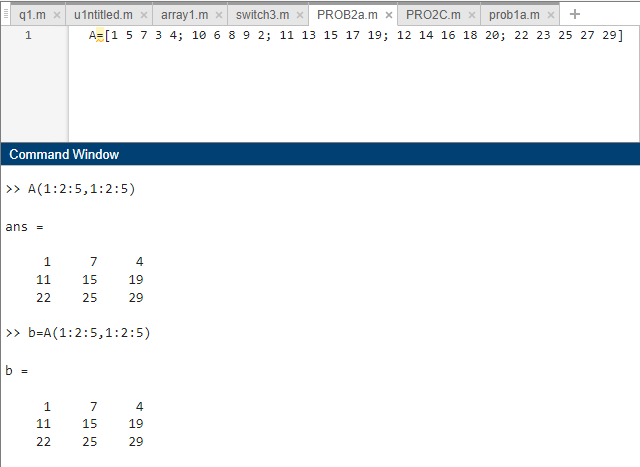 q1.m × u1ntitled.m × array1.m × switch3.m × PROB2a.m × PRO2C.m × prob1a.m × +
1 A=[1 5 7 3 4; 10 6 8 9 2; 11 13 15 17 19; 12 14 16 18 20; 22 23 25 27 29]
Command Window
>> A(1:2:5,1:2:5)
ans =
1 7 4
11 15 19
22 25 29
>> b=A(1:2:5,1:2:5)
b =
1 7 4
11 15 19
22 25 29